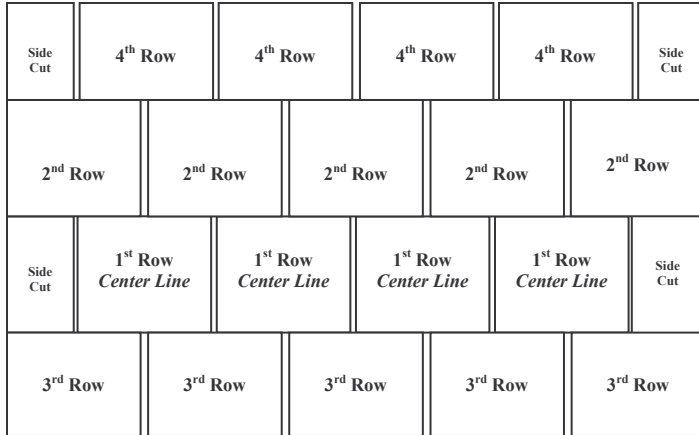 Side
Cut
4th Row
4th Row
4th Row
4th Row
Side
Cut
2nd Row
2nd Row
2nd Row
2nd Row
2nd Row
Side
Cut
1st Row
Center Line
1st Row
Center Line
1st Row
Center Line
1st Row
Center Line
Side
Cut
3rd Row
3rd Row
3rd Row
3rd Row
3rd Row